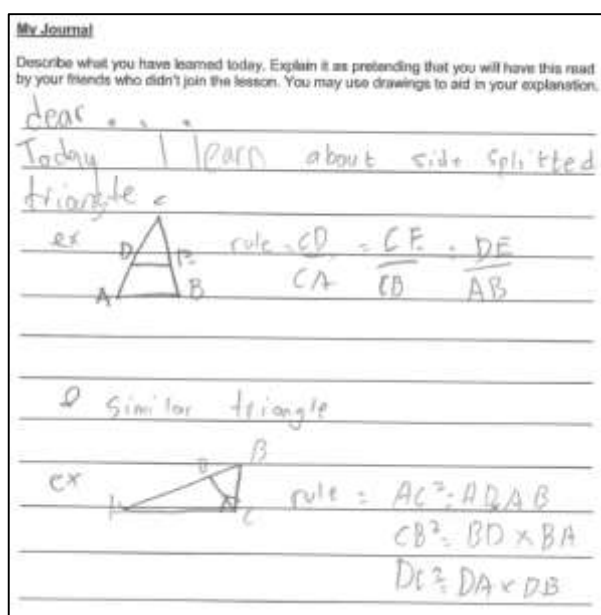 My Journal
Describe what you have learned today. Explain it as pretending that you will have this read
by your friends who didn't join the lesson. You may use drawings to aid in your explanation.
dear . . .
Today I learn about side splitted
triangle
C
ex D E rule = CD/CA = CE/CB = DE/AB
A B
similar triangle
B
ex D rule = AC² = AD.AB
A C
CB² = BD × BA
DC² = DA × DB